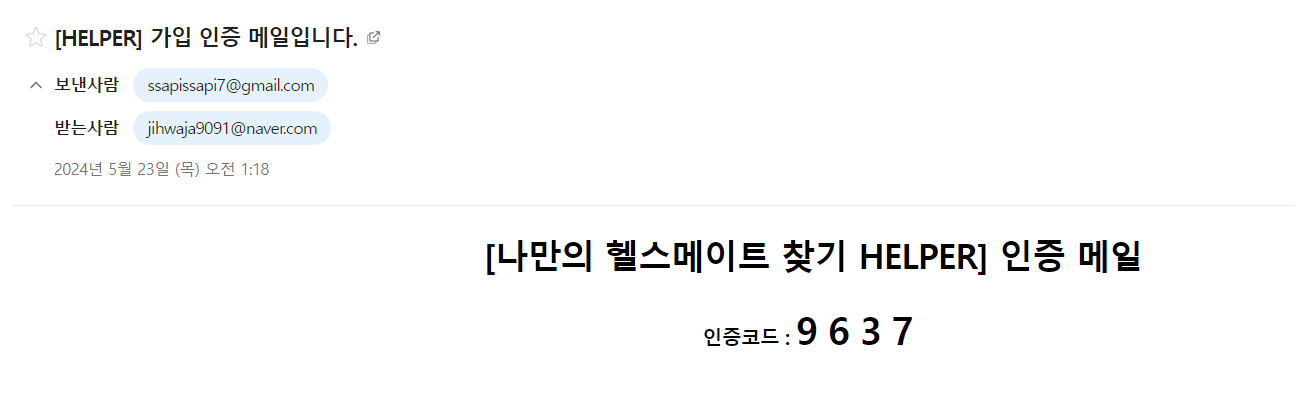 [HELPER] 가입 인증 메일입니다.
보낸사람 ssapissapi7@gmail.com
받는사람 jihwaja9091@naver.com
2024년 5월 23일 (목) 오전 1:18
[나만의 헬스메이트 찾기 HELPER] 인증 메일
인증코드 : 9 6 3 7